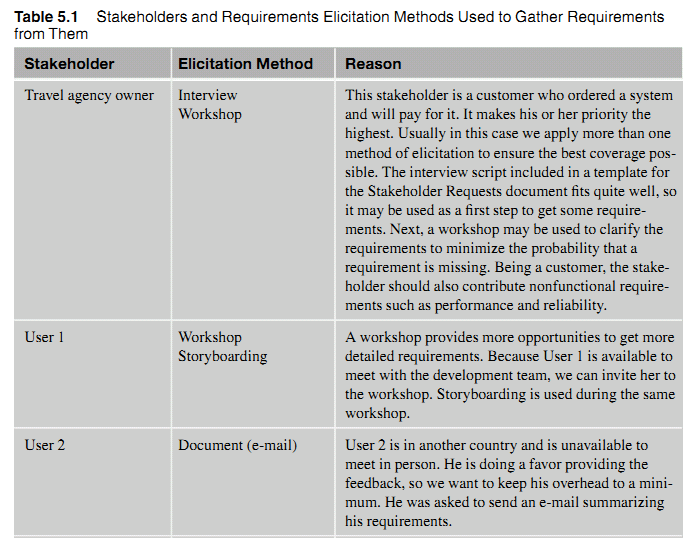 Table 5.1 Stakeholders and Requirements Elicitation Methods Used to Gather Requirements
from Them
Stakeholder Elicitation Method Reason
Travel agency owner
Interview
Workshop
This stakeholder is a customer who ordered a system
and will pay for it. It makes his or her priority the
highest. Usually in this case we apply more than one
method of elicitation to ensure the best coverage pos-
sible. The interview script included in a template for
the Stakeholder Requests document fits quite well, so
it may be used as a first step to get some require-
ments. Next, a workshop may be used to clarify the
requirements to minimize the probability that a
requirement is missing. Being a customer, the stake-
holder should also contribute nonfunctional require-
ments such as performance and reliability.
User 1
Workshop
Storyboarding
A workshop provides more opportunities to get more
detailed requirements. Because User 1 is available to
meet with the development team, we can invite her to
the workshop. Storyboarding is used during the same
workshop.
User 2
Document (e-mail)
User 2 is in another country and is unavailable to
meet in person. He is doing a favor providing the
feedback, so we want to keep his overhead to a mini-
mum. He was asked to send an e-mail summarizing
his requirements.